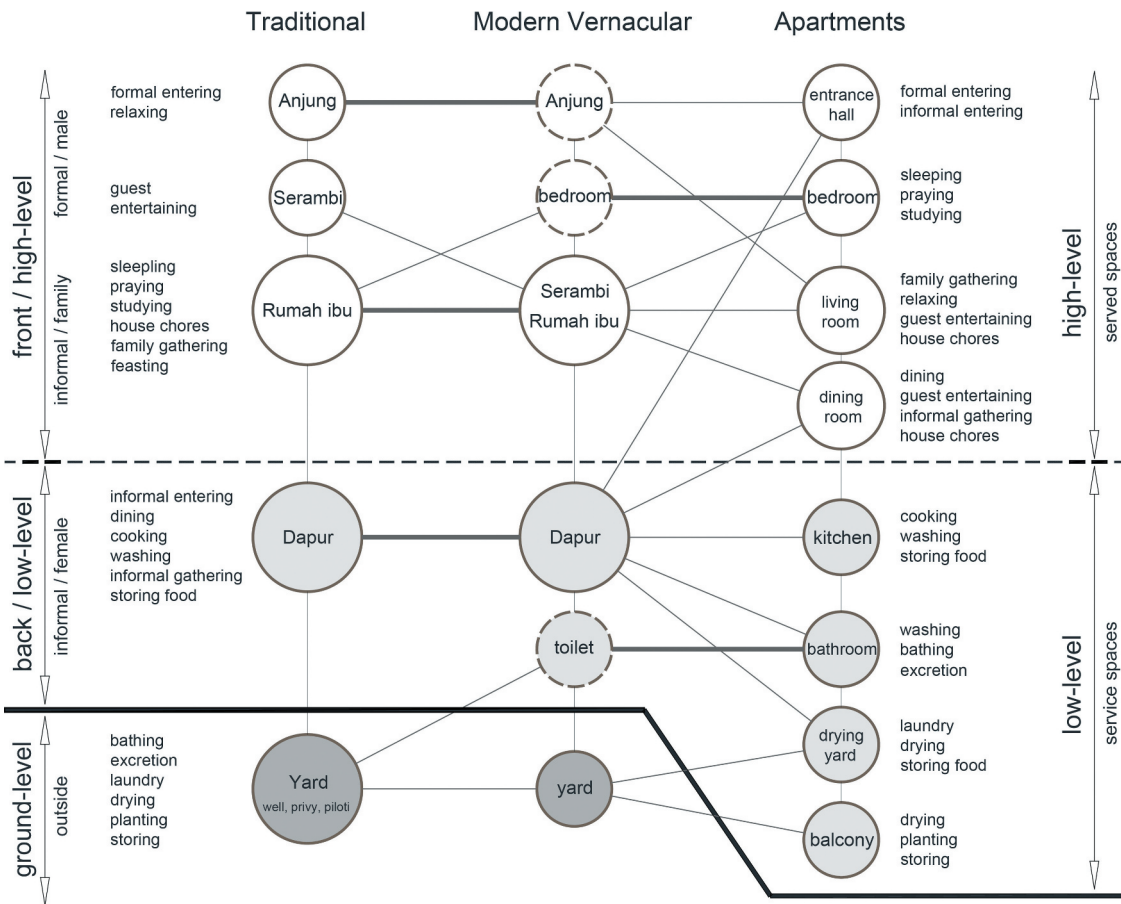 Traditional
Modern Vernacular
Apartments
front / high-level
formal / male
informal / family
back / low-level
informal / female
ground-level
outside
formal entering
relaxing
guest
entertaining
sleepling
praying
studying
house chores
family gathering
feasting
informal entering
dining
cooking
washing
informal gathering
storing food
bathing
excretion
laundry
drying
planting
storing
Anjung
Serambi
Rumah ibu
Dapur
Yard
well, privy, piloti
Anjung
bedroom
Serambi
Rumah ibu
Dapur
toilet
yard
entrance
hall
bedroom
living
room
dining
room
kitchen
bathroom
drying
yard
balcony
formal entering
informal entering
sleeping
praying
studying
family gathering
relaxing
guest entertaining
house chores
dining
guest entertaining
informal gathering
house chores
cooking
washing
storing food
washing
bathing
excretion
laundry
drying
storing food
drying
planting
storing
high-level
served spaces
low-level
service spaces